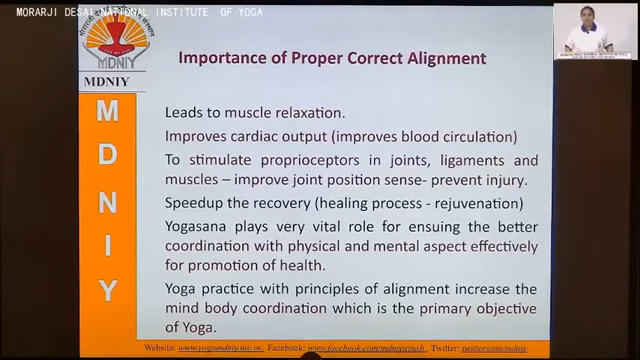 MORARJI DESAI NATIONAL INSTITUTE OF YOGA
MDNIY
MDNIY
Importance of Proper Correct Alignment
M
D
N
I
Y
Leads to muscle relaxation.
Improves cardiac output (improves blood circulation)
To stimulate proprioceptors in joints, ligaments and
muscles – improve joint position sense- prevent injury.
Speedup the recovery (healing process - rejuvenation)
Yogasana plays very vital role for ensuing the better
coordination with physical and mental aspect effectively
for promotion of health.
Yoga practice with principles of alignment increase the
mind body coordination which is the primary objective
of Yoga.
Website: www.yogamdniy.nic.in , Facebook: www.facebook.com/mdniyayush , Twitter: twitter.com/mdniy